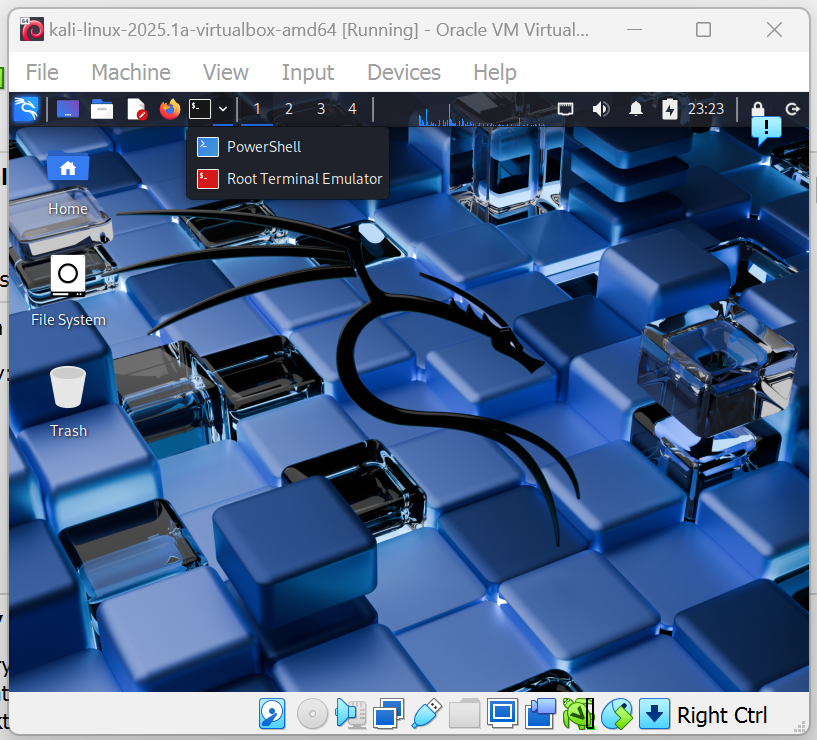 kali-linux-2025.1a-virtualbox-amd64 [Running] - Oracle VM Virtual...
File Machine View Input Devices Help
1 2 3 4 23:23
PowerShell
Root Terminal Emulator
Home
File System
Trash
Right Ctrl